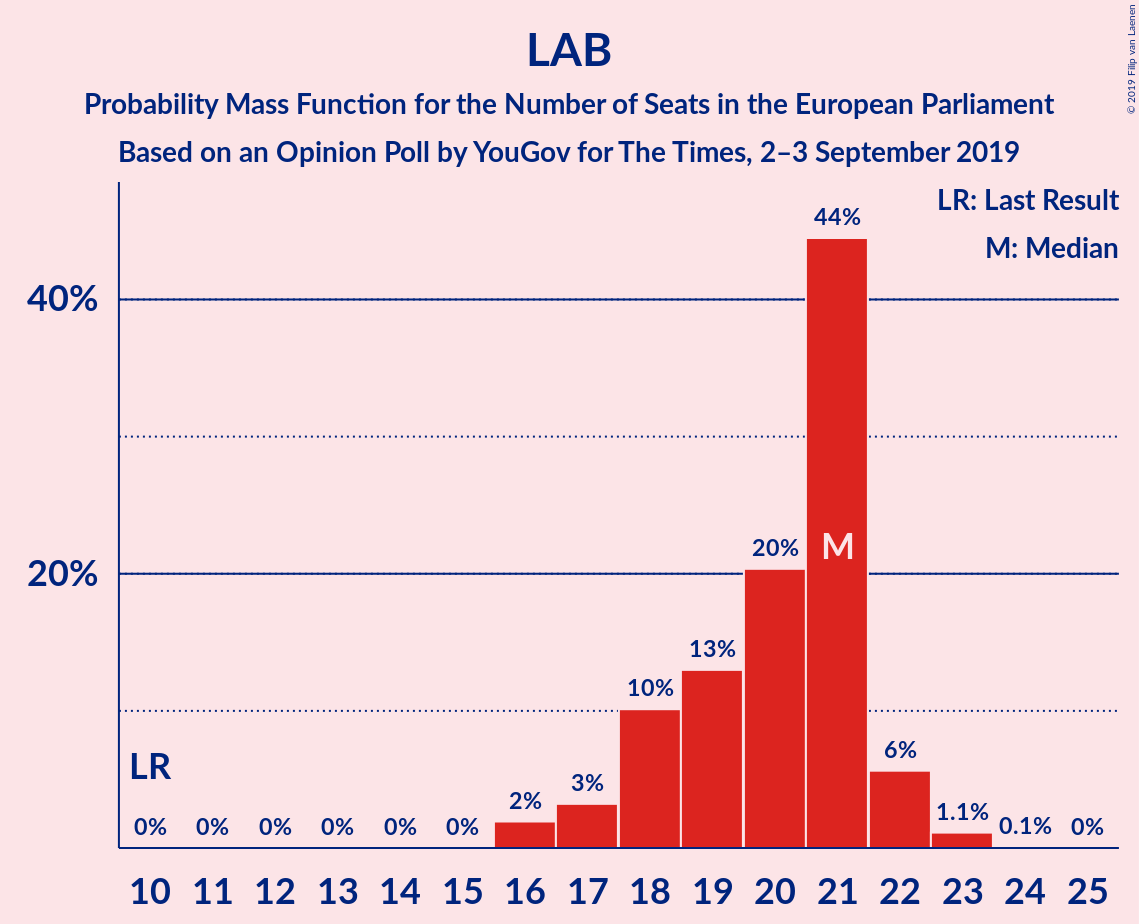 LAB
Probability Mass Function for the Number of Seats in the European Parliament
Based on an Opinion Poll by YouGov for The Times, 2–3 September 2019
© 2019 Filip van Laenen
LR: Last Result
M: Median
44%
40%
20%
M
20%
13%
10%
LR
6%
3%
2%
1.1%
0.1%
0% 0% 0% 0% 0% 0% 0%
10 11 12 13 14 15 16 17 18 19 20 21 22 23 24 25